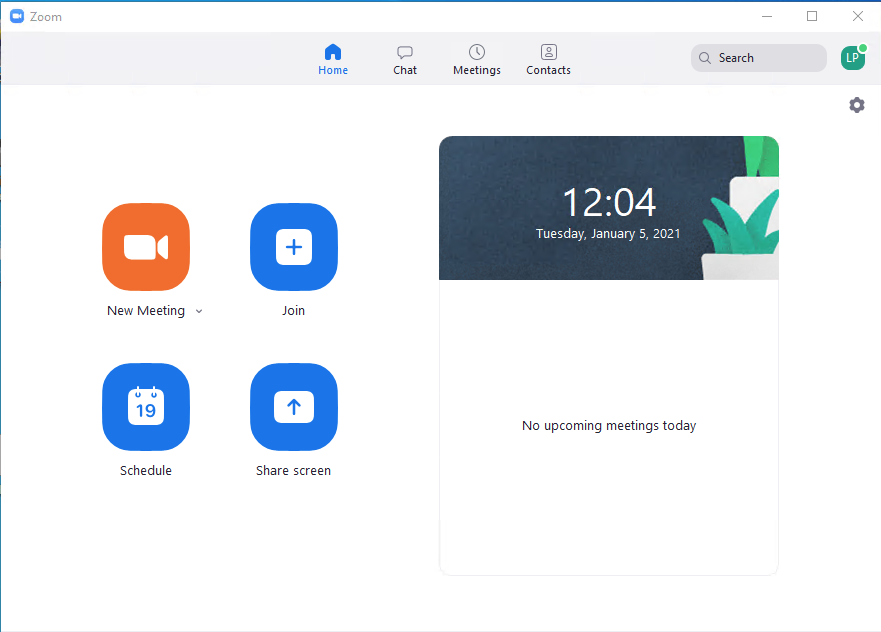 Zoom
Home
Chat
Meetings
Contacts
Search
LP
12:04
Tuesday, January 5, 2021
New Meeting
Join
19
Schedule
Share screen
No upcoming meetings today